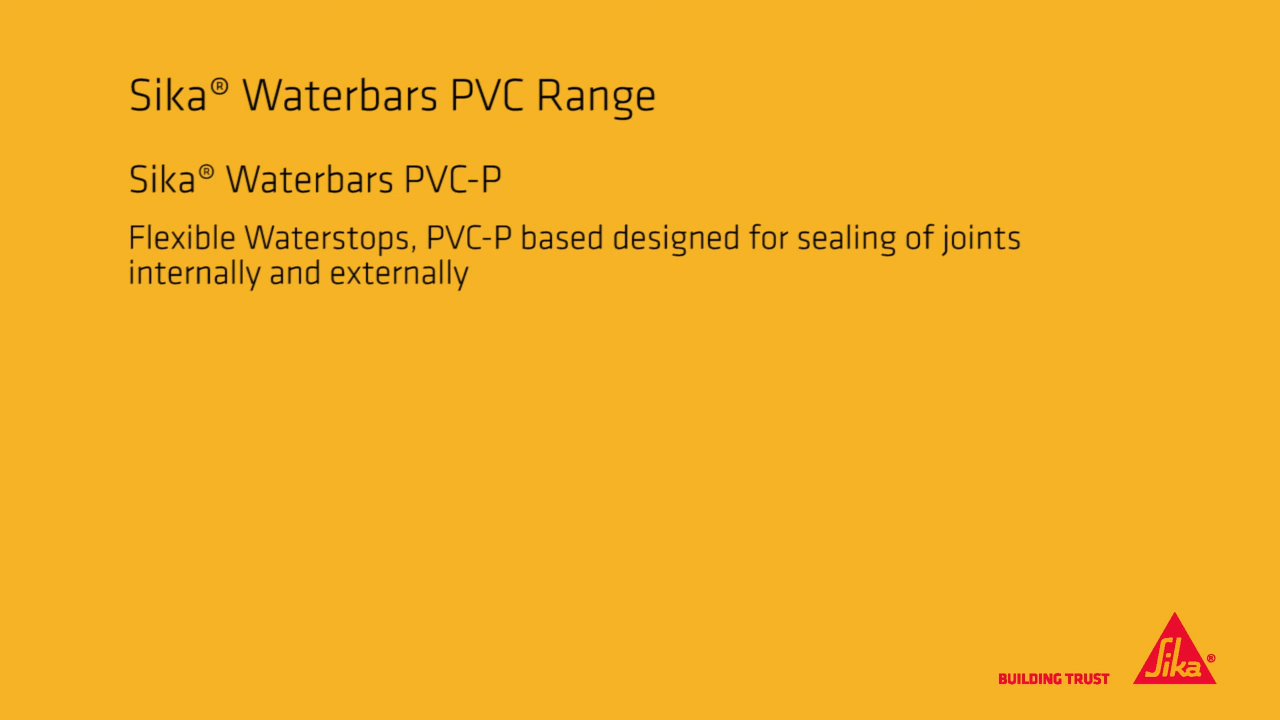 Sika® Waterbars PVC Range
Sika® Waterbars PVC-P
Flexible Waterstops, PVC-P based designed for sealing of joints
internally and externally
BUILDING TRUST
Sika®